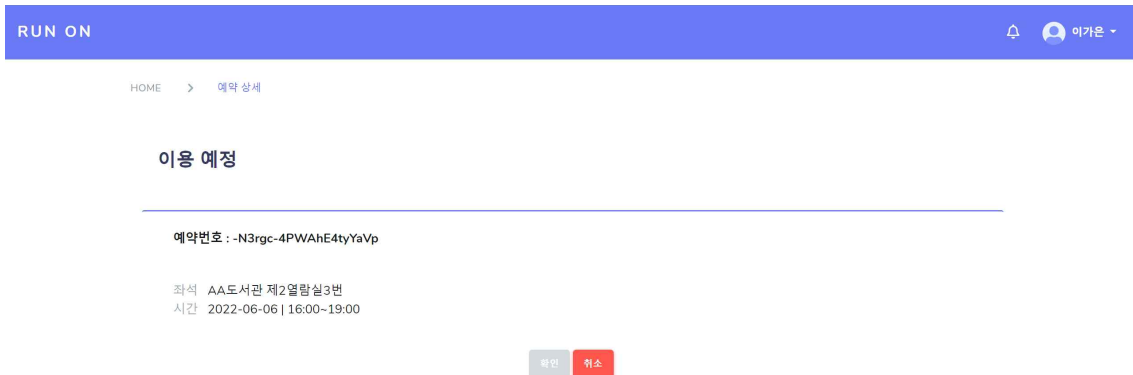 RUN ON
이가은
HOME > 예약 상세
이용 예정
예약번호 : -N3rgc-4PWAhE4tyYaVp
좌석 AA도서관 제2열람실3번
시간 2022-06-06 | 16:00~19:00
확인 취소